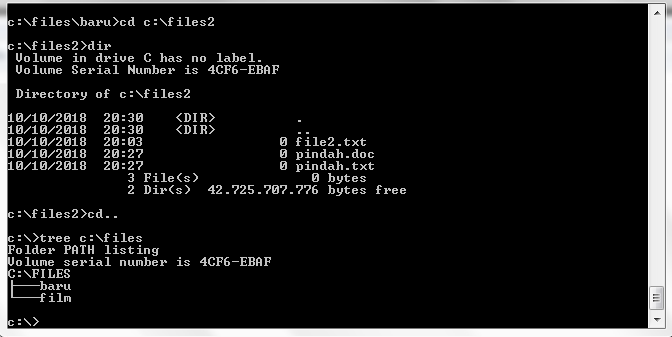 c:\files\baru>cd c:\files2
c:\files2>dir
 Volume in drive C has no label.
 Volume Serial Number is 4CF6-EBAF
 Directory of c:\files2
10/10/2018  20:30    <DIR>          .
10/10/2018  20:30    <DIR>          ..
10/10/2018  20:03                 0 file2.txt
10/10/2018  20:27                 0 pindah.doc
10/10/2018  20:27                 0 pindah.txt
               3 File(s)              0 bytes
               2 Dir(s)  42.725.707.776 bytes free
c:\files2>cd..
c:\>tree c:\files
Folder PATH listing
Volume serial number is 4CF6-EBAF
C:\FILES
├───baru
└───film
c:\>